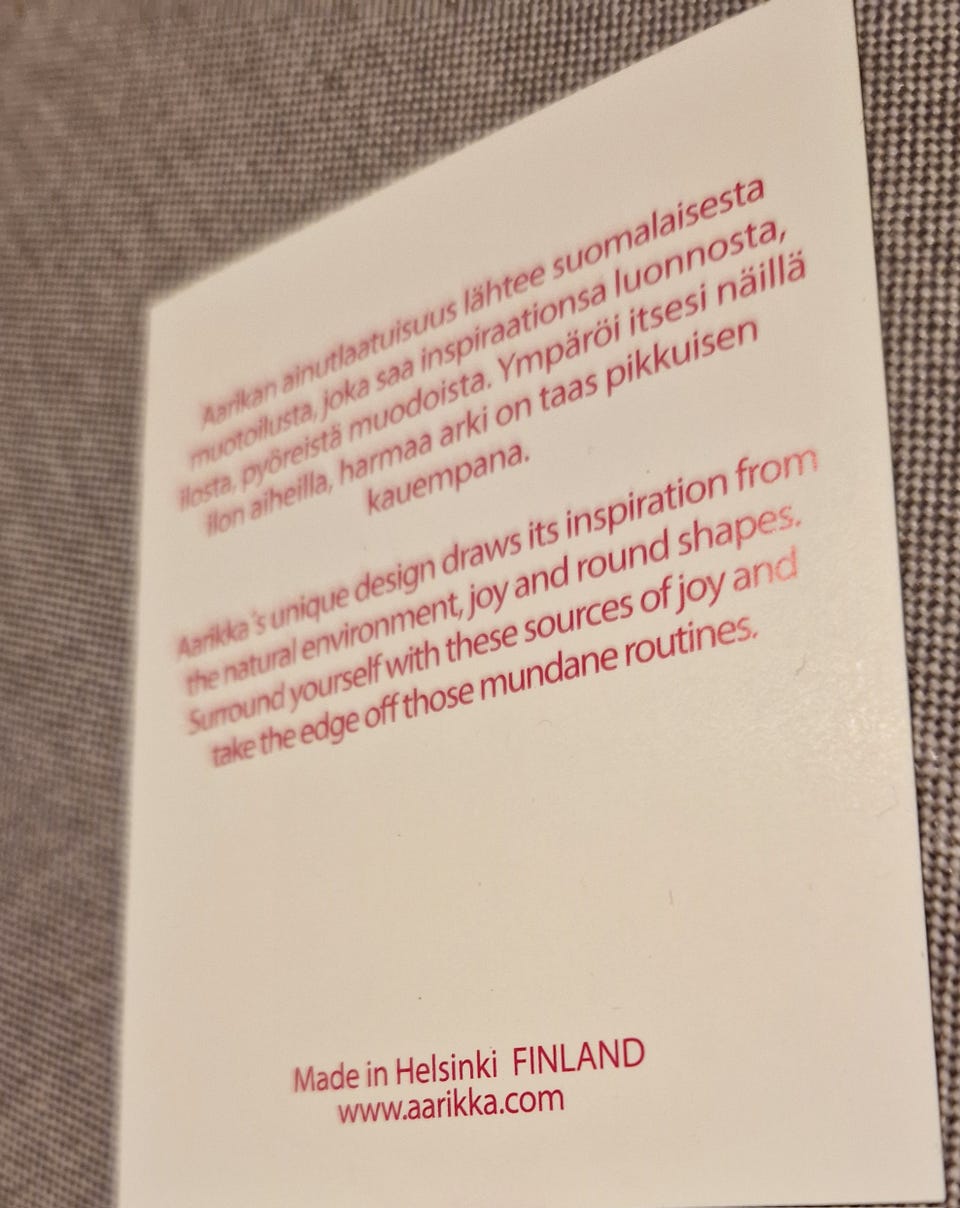 Aarikan ainutlaatuisuus lähtee suomalaisesta
muotoilusta, joka saa inspiraationsa luonnosta,
ilosta, pyöreistä muodoista. Ympäröi itsesi näillä
ilon aiheilla, harmaa arki on taas pikkuisen
kauempana.
Aarikka´s unique design draws its inspiration from
the natural environment, joy and round shapes.
Surround yourself with these sources of joy and
take the edge off those mundane routines.
Made in Helsinki FINLAND
www.aarikka.com